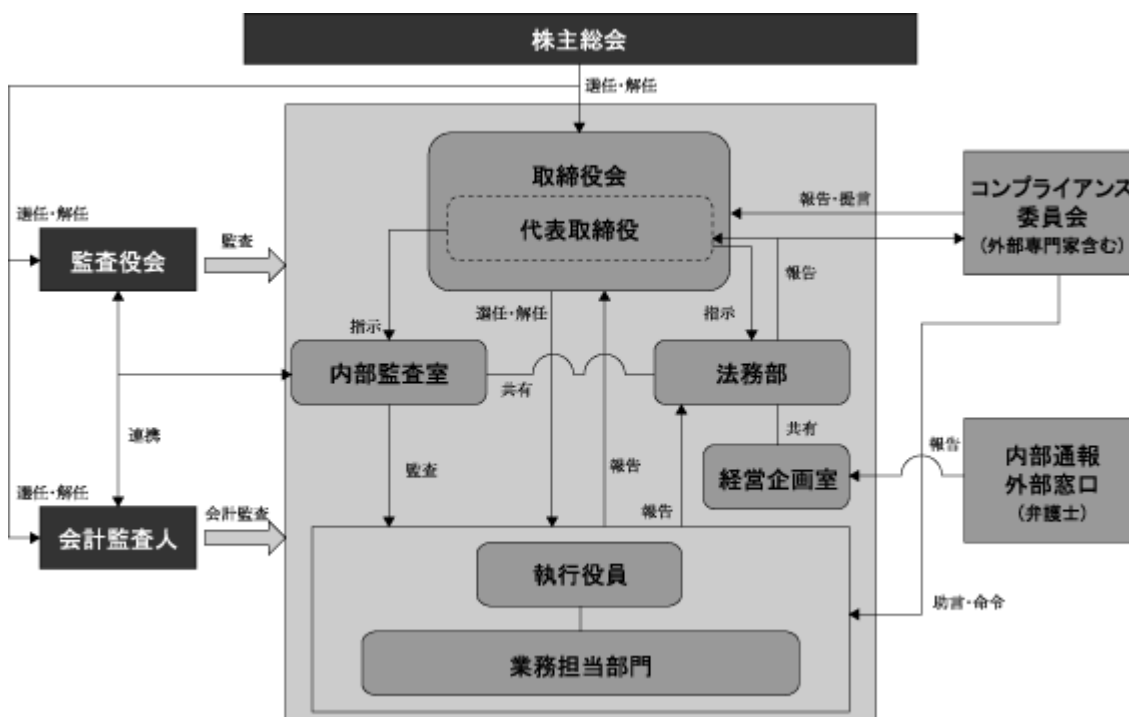 株主総会
選任・解任
取締役会
代表取締役
コンプライアンス
委員会
(外部専門家含む)
報告・提言
選任・解任
監査役会
監査
報告
指示
選任・解任
指示
内部監査室
共有
法務部
連携
監査
報告
共有
経営企画室
報告
内部通報
外部窓口
(弁護士)
選任・解任
会計監査人
会計監査
報告
執行役員
助言・命令
業務担当部門